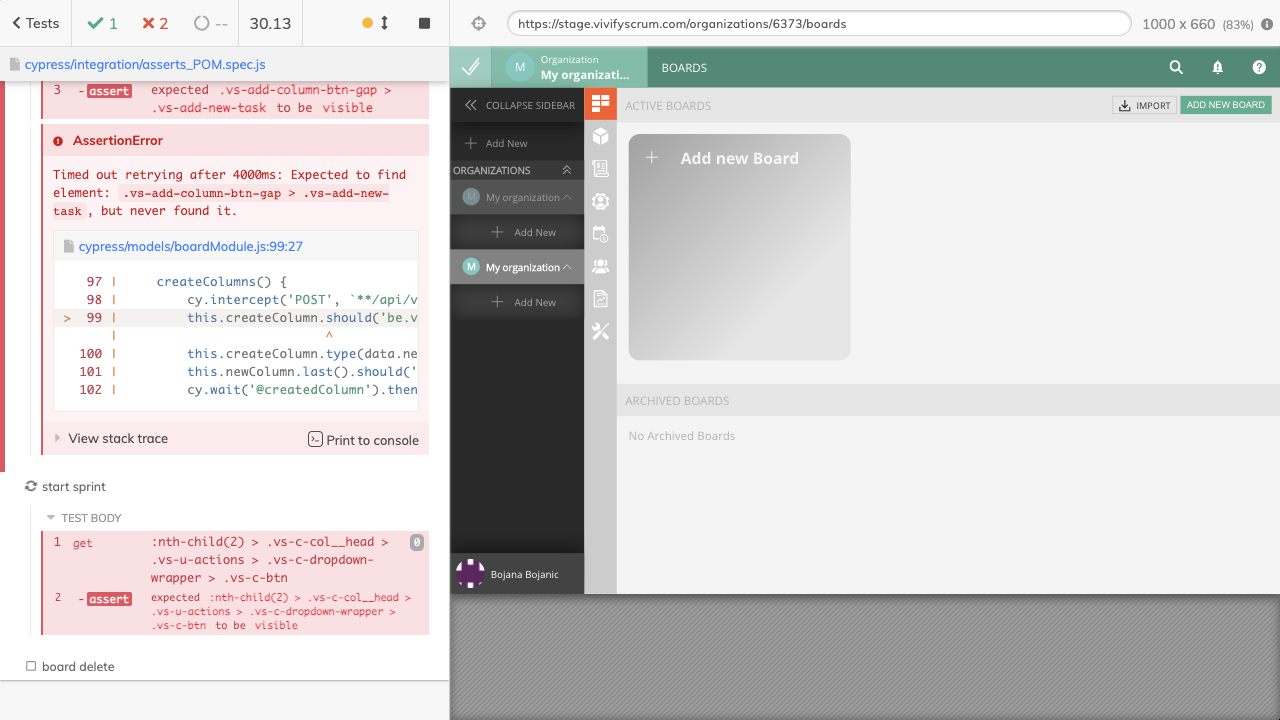 Tests
1
2
--
30.13
https://stage.vivifyscrum.com/organizations/6373/boards
1000 x 660 (83%)
cypress/integration/asserts_POM.spec.js
3 -assert expected .vs-add-column-btn-gap >
.vs-add-new-task to be visible
AssertionError
Timed out retrying after 4000ms: Expected to find
element: .vs-add-column-btn-gap > .vs-add-new-
task, but never found it.
cypress/models/boardModule.js:99:27
97 | createColumns() {
98 | cy.intercept('POST', `**/api/v
> 99 | this.createColumn.should('be.v
| ^
100 | this.createColumn.type(data.ne
101 | this.newColumn.last().should('
102 | cy.wait('@createdColumn').then
View stack trace
Print to console
start sprint
TEST BODY
1 get :nth-child(2) > .vs-c-col__head > 0
.vs-u-actions > .vs-c-dropdown-
wrapper > .vs-c-btn
2 -assert expected :nth-child(2) > .vs-c-col__head >
.vs-u-actions > .vs-c-dropdown-wrapper >
.vs-c-btn to be visible
board delete
M
Organization
My organizati...
BOARDS
COLLAPSE SIDEBAR
Add New
ORGANIZATIONS
M My organization
Add New
M My organization
Add New
Bojana Bojanic
ACTIVE BOARDS
IMPORT
ADD NEW BOARD
Add new Board
ARCHIVED BOARDS
No Archived Boards